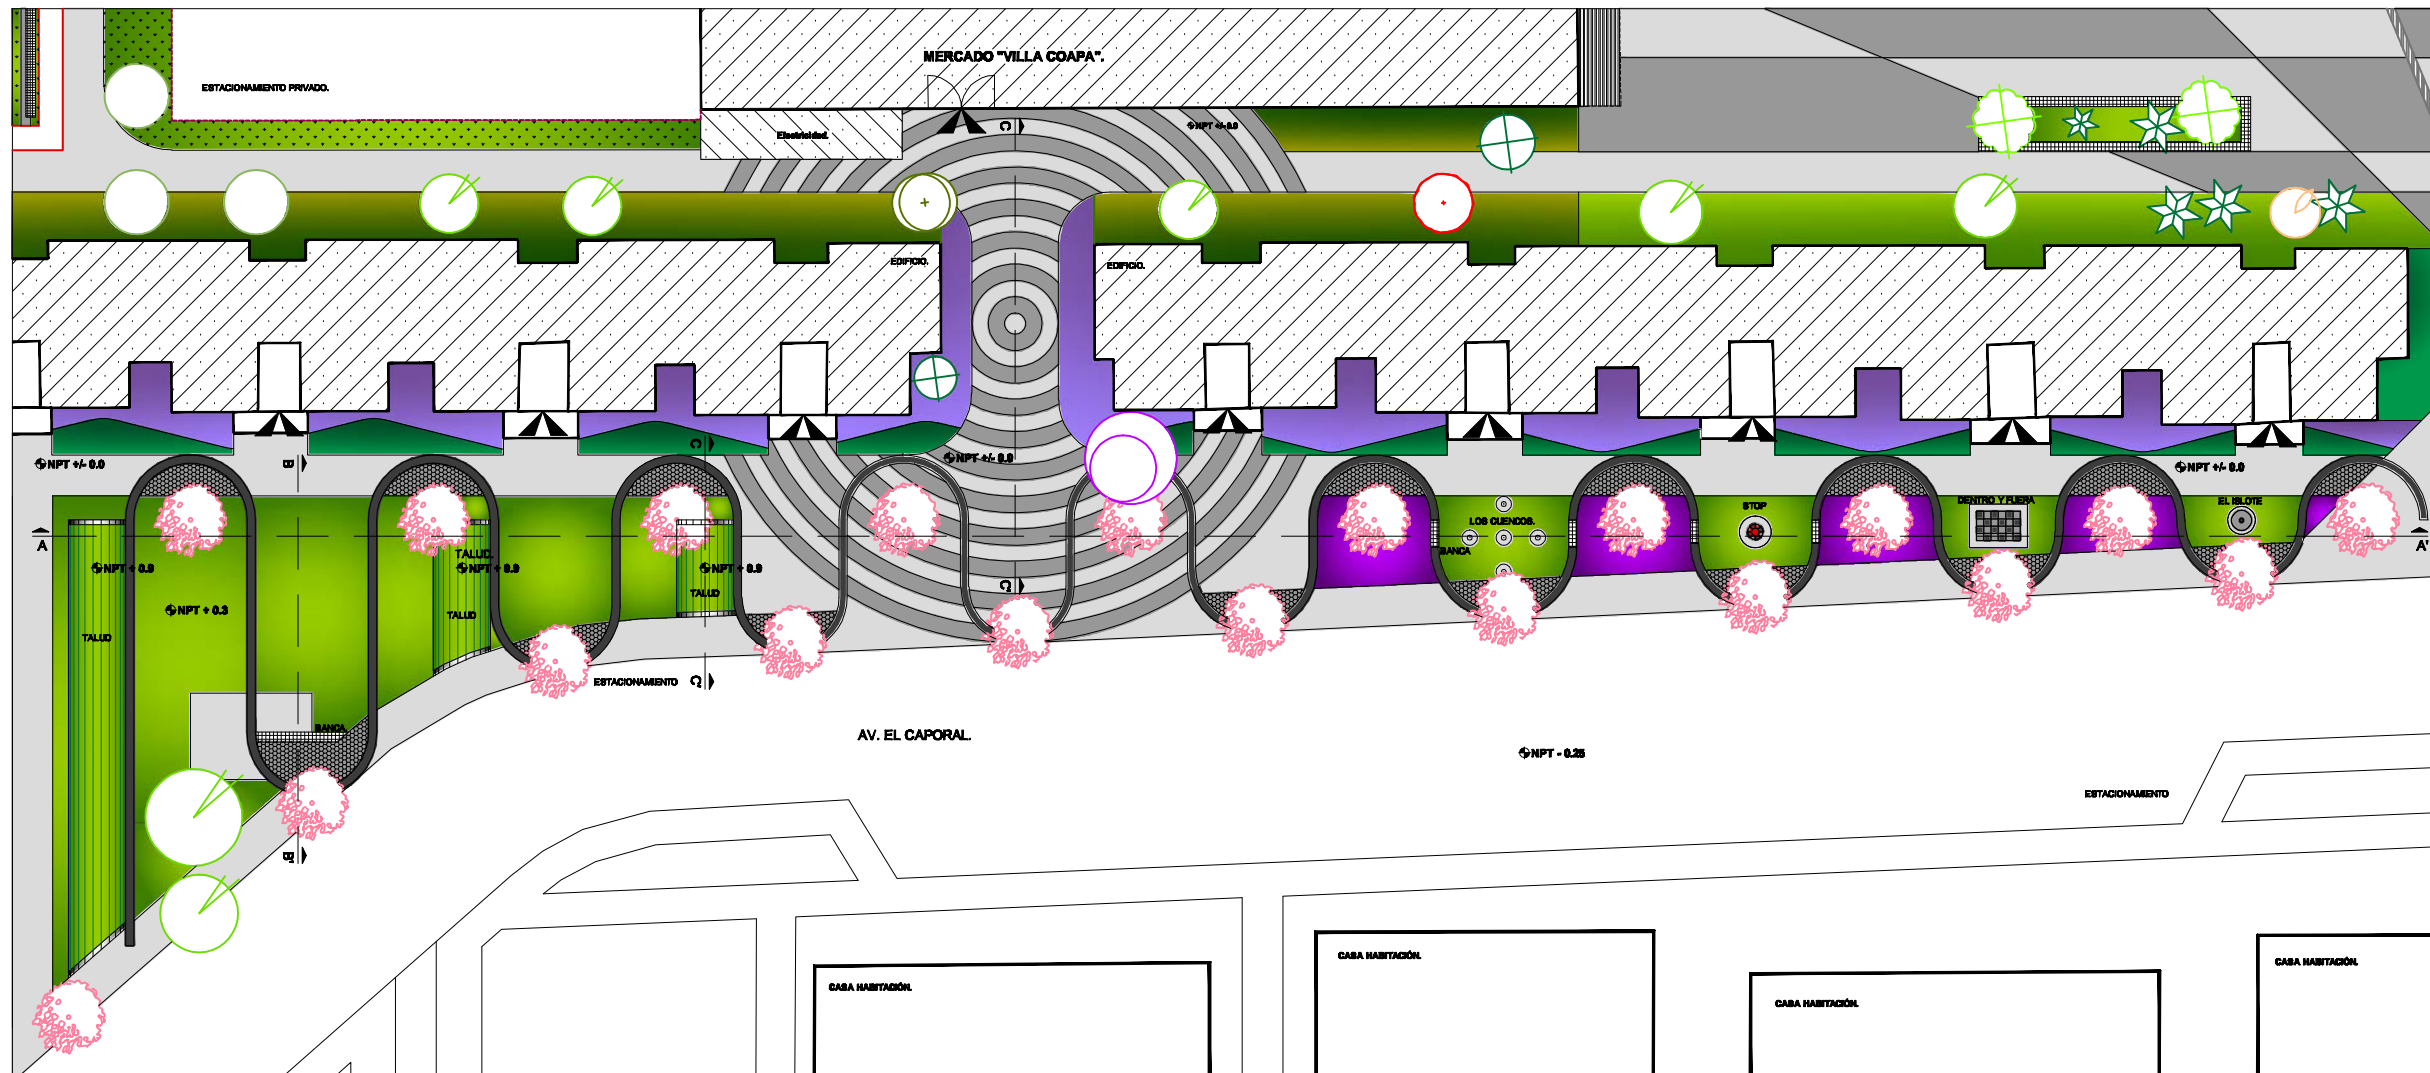 MERCADO "VILLA COAPA".
ESTACIONAMIENTO PRIVADO.
Electricidad.
C
NPT +/- 0.0
EDIFICIO.
EDIFICIO.
C
B
NPT +/- 0.0
NPT +/- 0.0
NPT +/- 0.0
DENTRO Y FUERA
EL ISLOTE
STOP
LOS CUENCOS.
BANCA
A
A'
TALUD.
NPT + 0.9
NPT + 0.9
NPT + 0.9
C'
TALUD
NPT + 0.3
TALUD
TALUD
ESTACIONAMIENTO
C'
BANCA
AV. EL CAPORAL.
NPT - 0.25
ESTACIONAMIENTO
B'
CASA HABITACIÓN.
CASA HABITACIÓN.
CASA HABITACIÓN.
CASA HABITACIÓN.